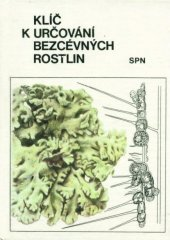 KLÍČ
K URČOVÁNÍ
BEZCÉVNÝCH
ROSTLIN SPN